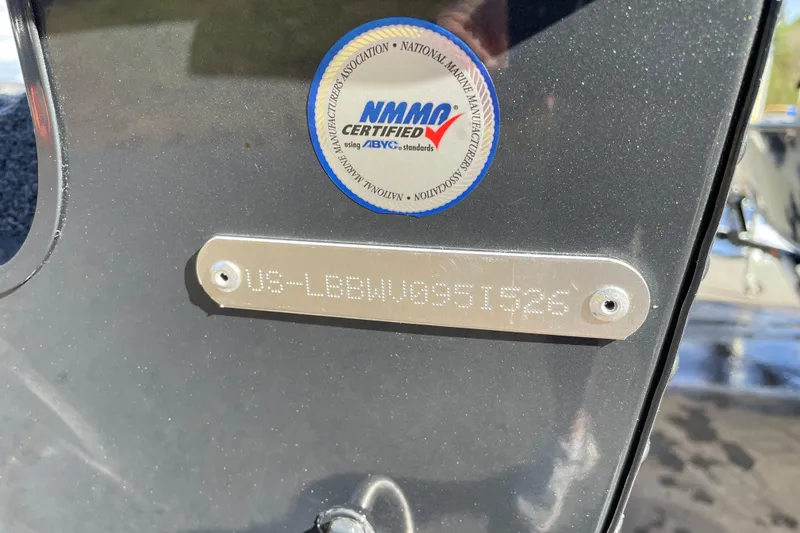 NATIONAL MARINE MANUFACTURERS ASSOCIATION • NATIONAL MARINE MANUFACTURERS ASSOCIATION •
NMMA®
CERTIFIED
using ABYC® standards
US-LBBWV095I526